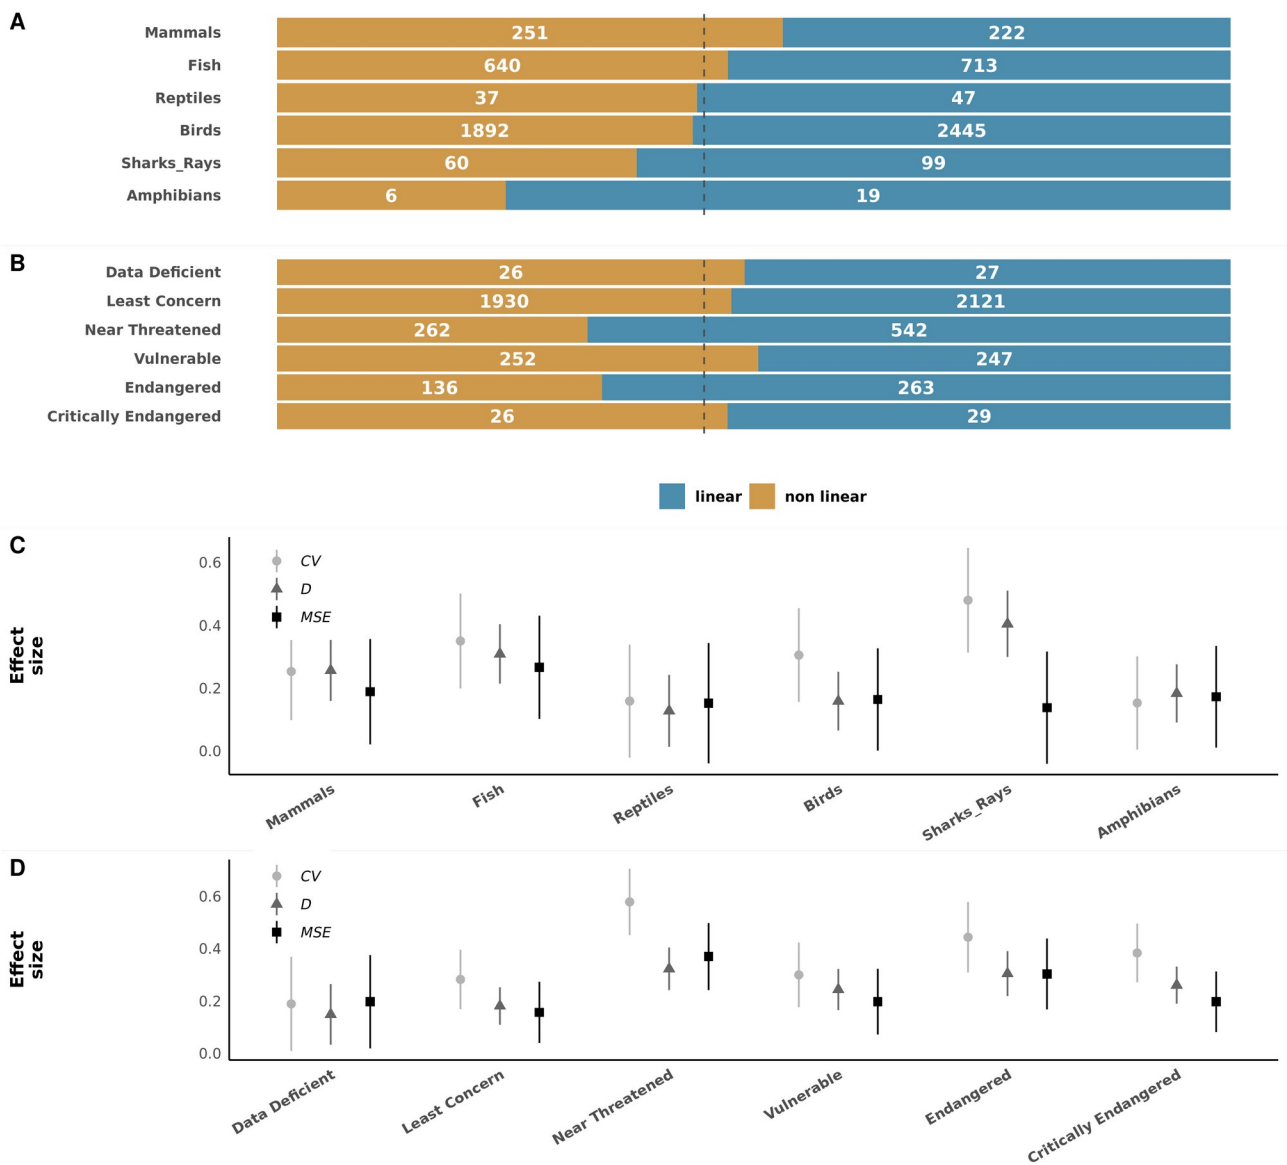 A
Mammals 251 222
Fish 640 713
Reptiles 37 47
Birds 1892 2445
Sharks_Rays 60 99
Amphibians 6 19
B
Data Deficient 26 27
Least Concern 1930 2121
Near Threatened 262 542
Vulnerable 252 247
Endangered 136 263
Critically Endangered 26 29
linear non linear
C
Effect
size
0.6
0.4
0.2
0.0
CV
D
MSE
Mammals Fish Reptiles Birds Sharks_Rays Amphibians
D
Effect
size
0.6
0.4
0.2
0.0
CV
D
MSE
Data Deficient Least Concern Near Threatened Vulnerable Endangered Critically Endangered